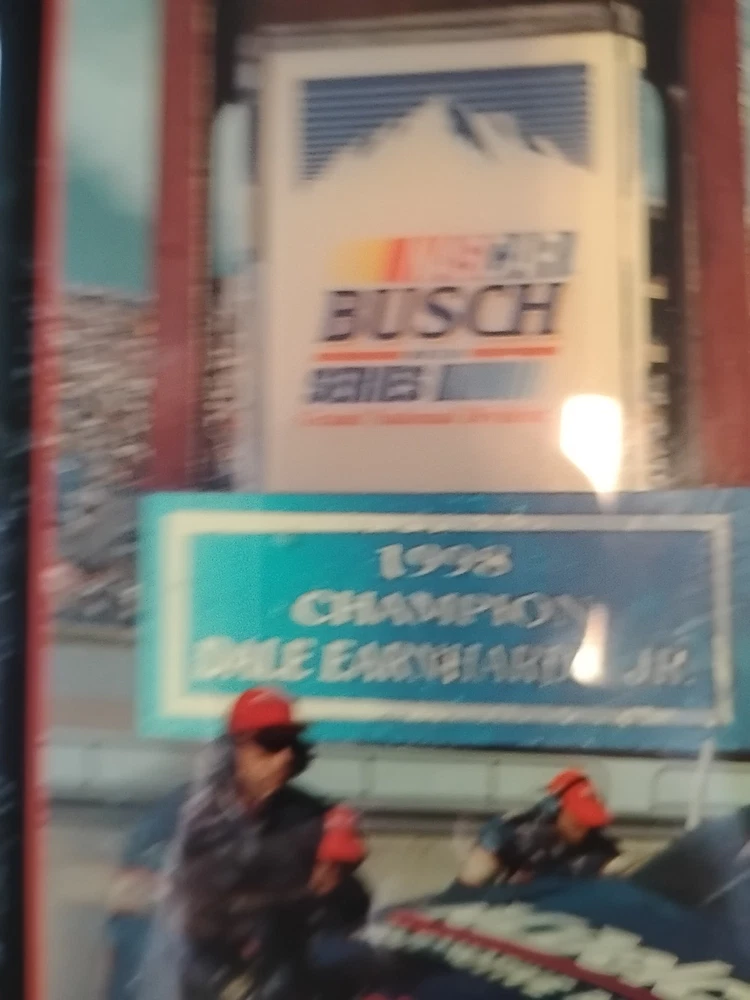 NASCAR
BUSCH
SERIES
1998
CHAMPION
DALE EARNHARDT JR.